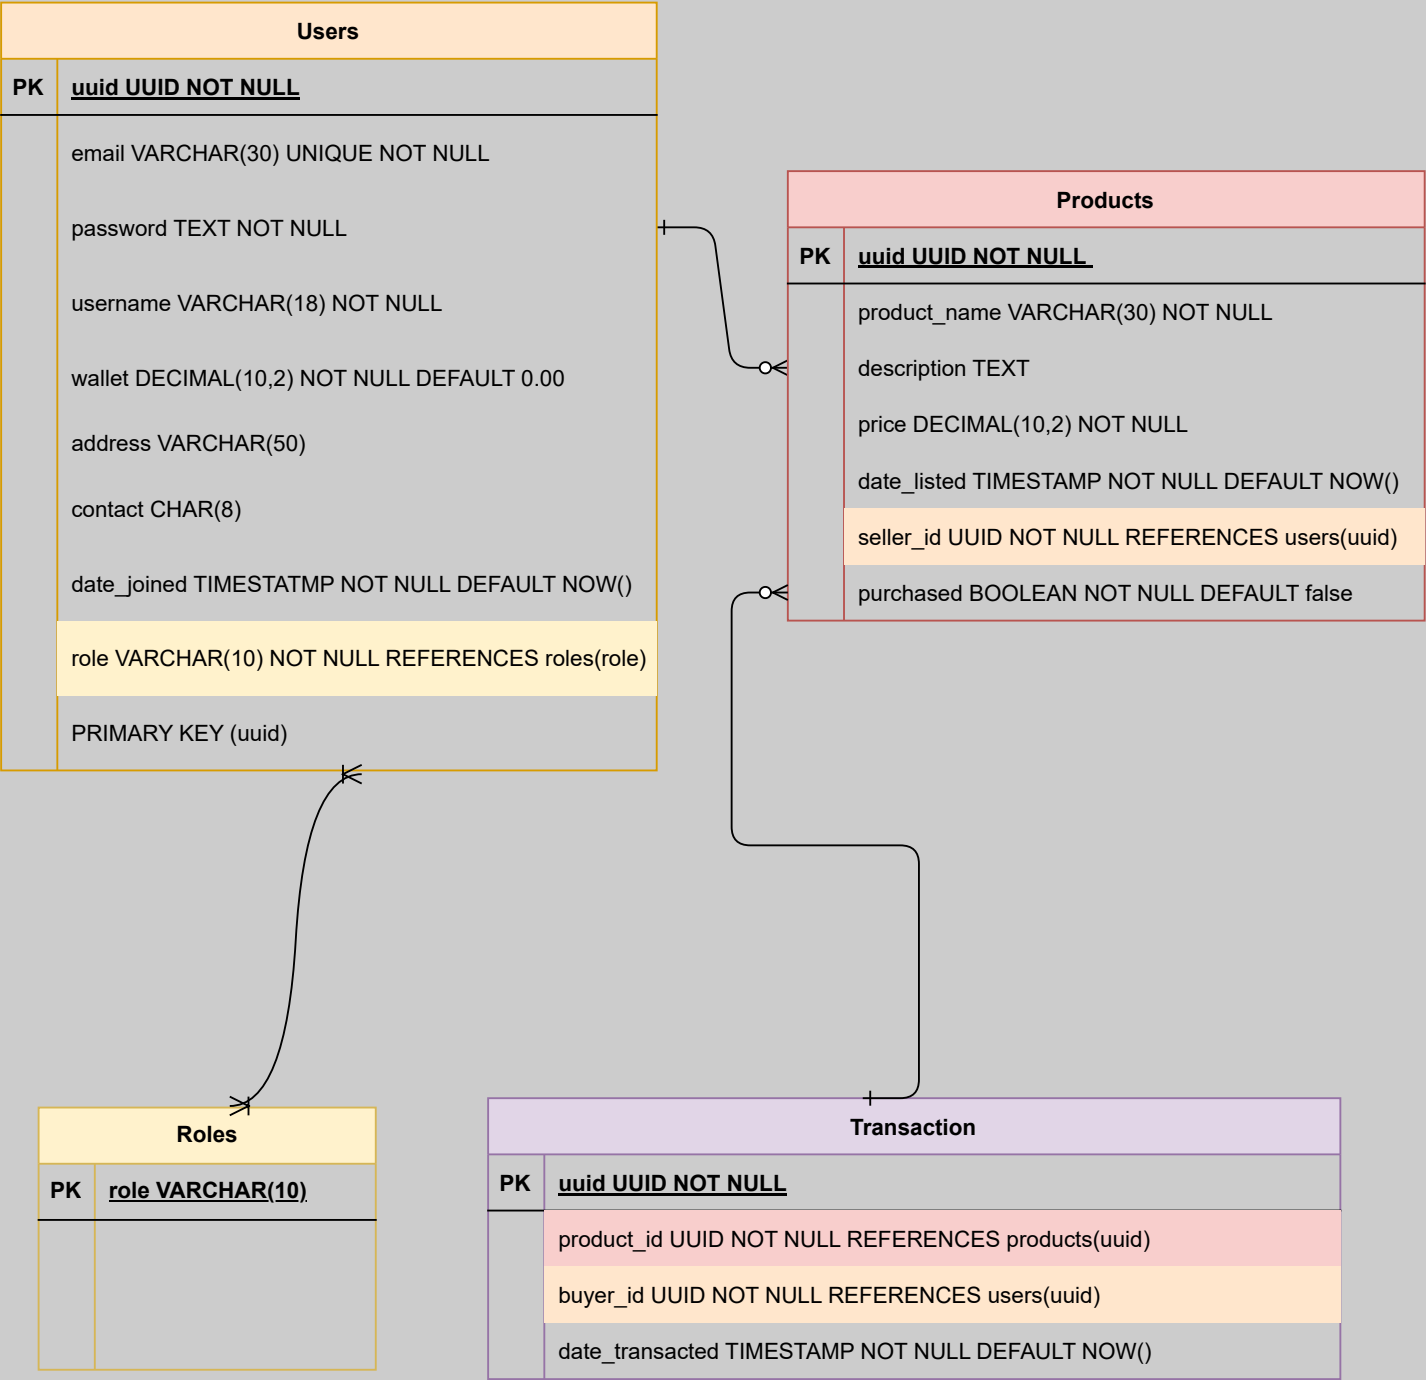 Users
PK uuid UUID NOT NULL
email VARCHAR(30) UNIQUE NOT NULL
password TEXT NOT NULL
username VARCHAR(18) NOT NULL
wallet DECIMAL(10,2) NOT NULL DEFAULT 0.00
address VARCHAR(50)
contact CHAR(8)
date_joined TIMESTATMP NOT NULL DEFAULT NOW()
role VARCHAR(10) NOT NULL REFERENCES roles(role)
PRIMARY KEY (uuid)
Products
PK uuid UUID NOT NULL
product_name VARCHAR(30) NOT NULL
description TEXT
price DECIMAL(10,2) NOT NULL
date_listed TIMESTAMP NOT NULL DEFAULT NOW()
seller_id UUID NOT NULL REFERENCES users(uuid)
purchased BOOLEAN NOT NULL DEFAULT false
Roles
PK role VARCHAR(10)
Transaction
PK uuid UUID NOT NULL
product_id UUID NOT NULL REFERENCES products(uuid)
buyer_id UUID NOT NULL REFERENCES users(uuid)
date_transacted TIMESTAMP NOT NULL DEFAULT NOW()